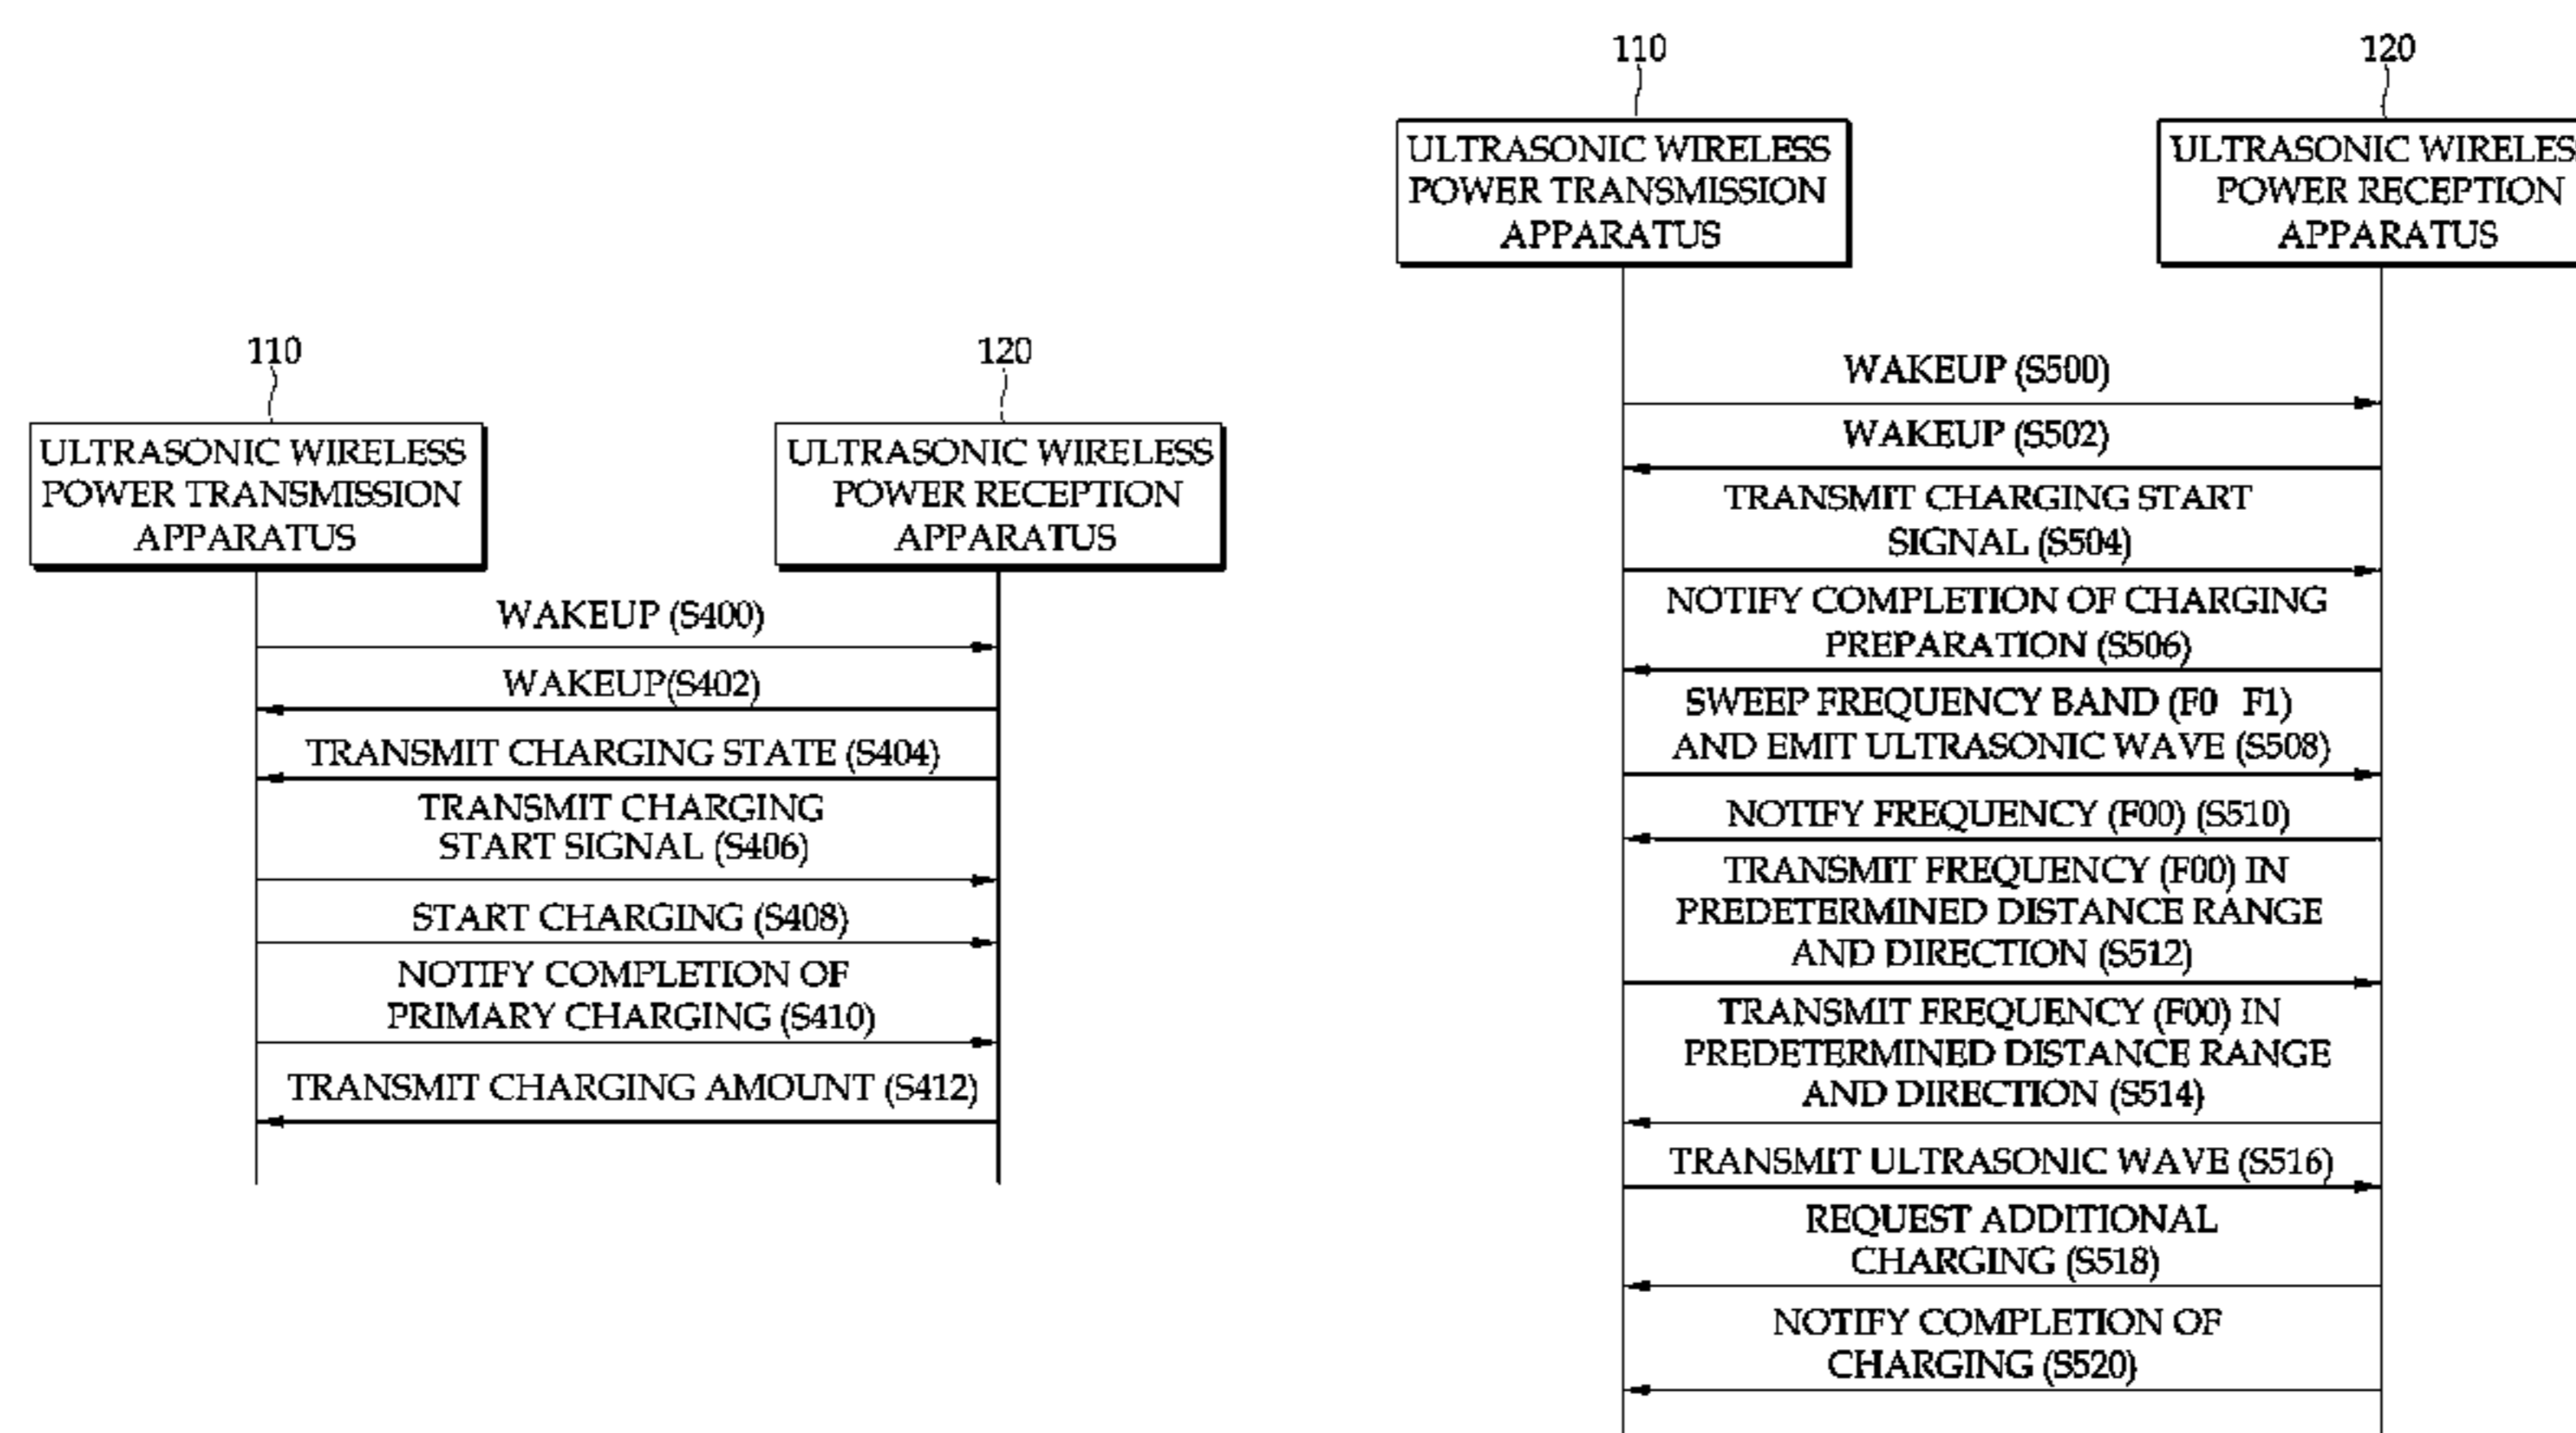 110
120
ULTRASONIC WIRELESS
POWER TRANSMISSION
APPARATUS
ULTRASONIC WIRELESS
POWER RECEPTION
APPARATUS
WAKEUP (S400)
WAKEUP(S402)
TRANSMIT CHARGING STATE (S404)
TRANSMIT CHARGING
START SIGNAL (S406)
START CHARGING (S408)
NOTIFY COMPLETION OF
PRIMARY CHARGING (S410)
TRANSMIT CHARGING AMOUNT (S412)
110
120
ULTRASONIC WIRELESS
POWER TRANSMISSION
APPARATUS
ULTRASONIC WIRELES
POWER RECEPTION
APPARATUS
WAKEUP (S500)
WAKEUP (S502)
TRANSMIT CHARGING START
SIGNAL (S504)
NOTIFY COMPLETION OF CHARGING
PREPARATION (S506)
SWEEP FREQUENCY BAND (F0 F1)
AND EMIT ULTRASONIC WAVE (S508)
NOTIFY FREQUENCY (F00) (S510)
TRANSMIT FREQUENCY (F00) IN
PREDETERMINED DISTANCE RANGE
AND DIRECTION (S512)
TRANSMIT FREQUENCY (F00) IN
PREDETERMINED DISTANCE RANGE
AND DIRECTION (S514)
TRANSMIT ULTRASONIC WAVE (S516)
REQUEST ADDITIONAL
CHARGING (S518)
NOTIFY COMPLETION OF
CHARGING (S520)